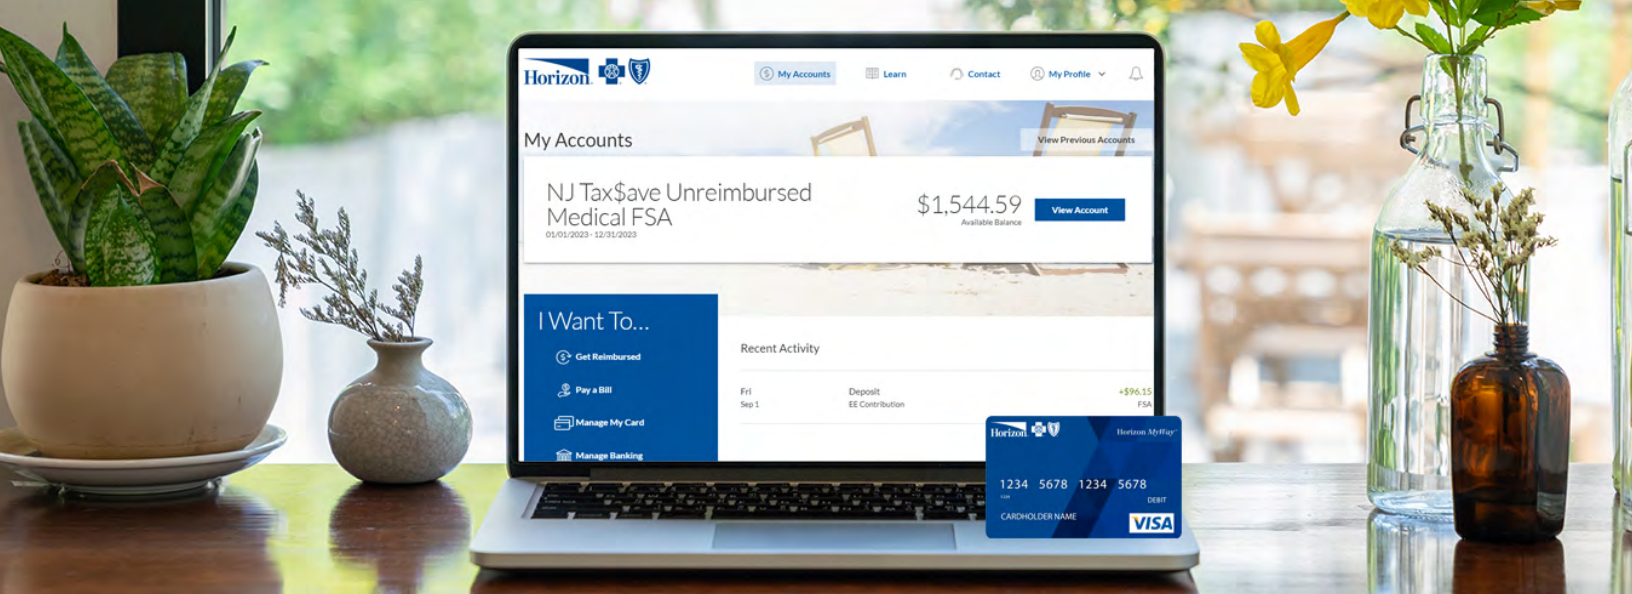 Horizon
My Accounts
Learn
Contact
My Profile
My Accounts
View Previous Accounts
NJ Tax$ave Unreimbursed
Medical FSA
01/01/2023 - 12/31/2023
$1,544.59
Available Balance
View Account
I Want To...
Get Reimbursed
Pay a Bill
Manage My Card
Manage Banking
Recent Activity
Fri
Sep 1
Deposit
EE Contribution
+$96.15
FSA
Horizon
Horizon MyWay
1234 5678 1234 5678
DEBIT
CARDHOLDER NAME
VISA